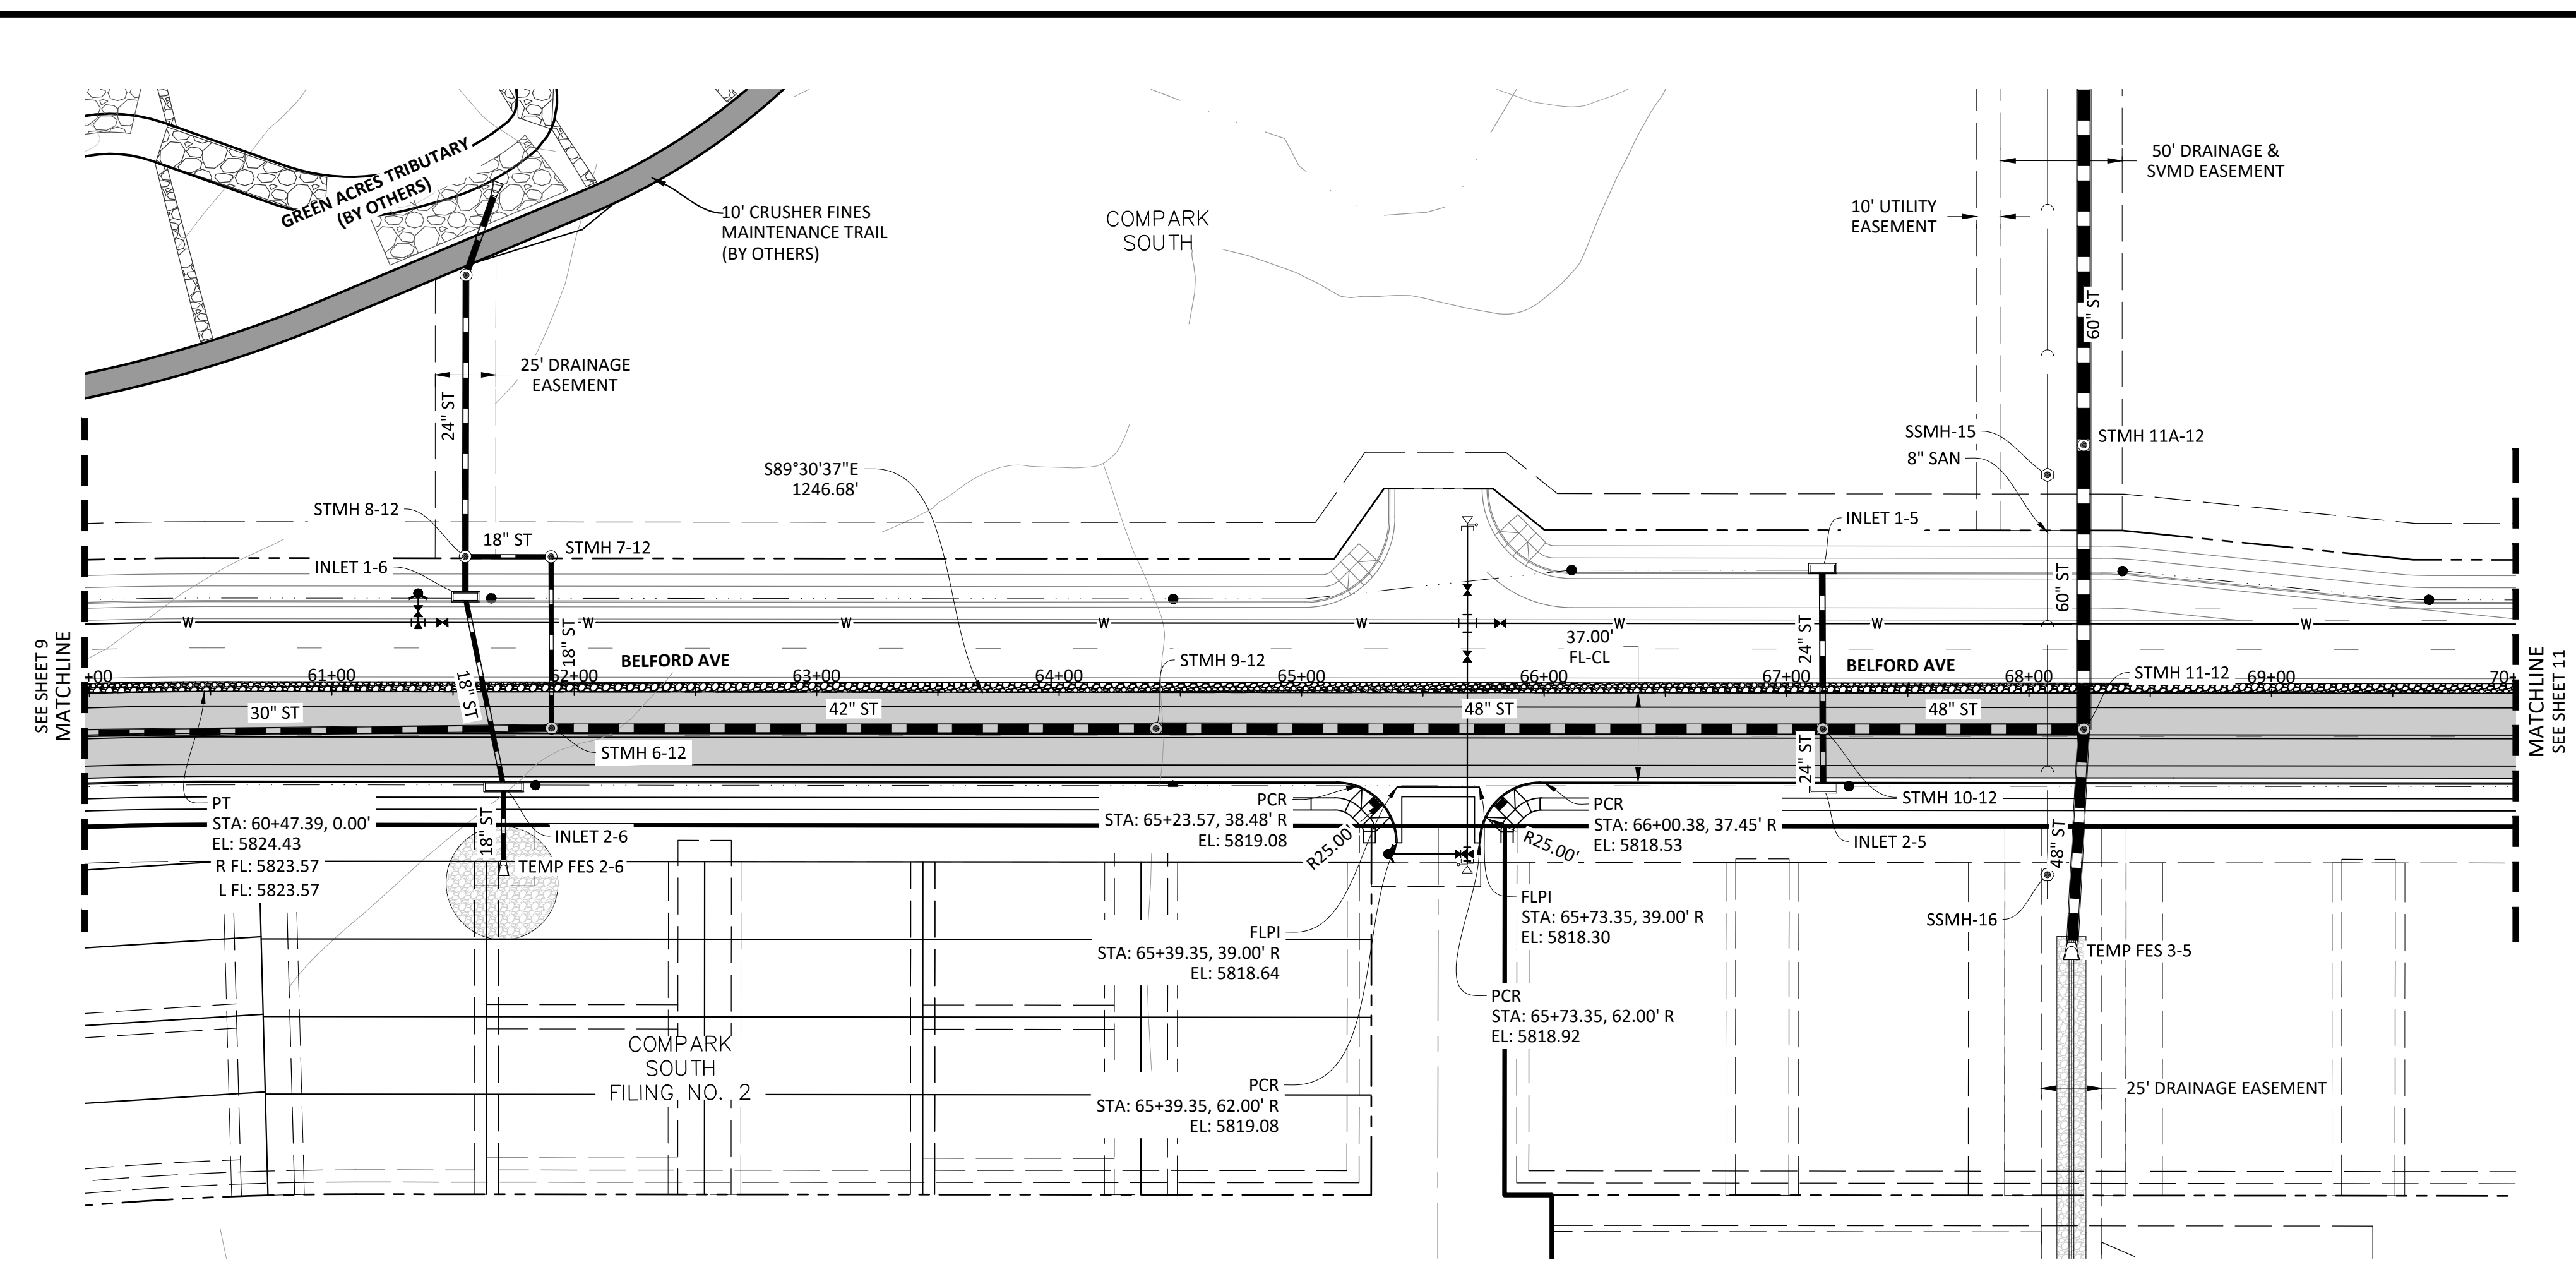 GREEN ACRES TRIBUTARY
(BY OTHERS)
10' CRUSHER FINES
MAINTENANCE TRAIL
(BY OTHERS)
COMPARK
SOUTH
50' DRAINAGE &
SVMD EASEMENT
10' UTILITY
EASEMENT
60" ST
25' DRAINAGE
EASEMENT
24" ST
S89°30'37"E
1246.68'
SSMH-15
8" SAN
STMH 11A-12
STMH 8-12
18" ST
STMH 7-12
INLET 1-6
INLET 1-5
60" ST
W
W
W
W
W
W
W
W
18" ST
18" ST
24" ST
37.00'
FL-CL
SEE SHEET 9
MATCHLINE
MATCHLINE
SEE SHEET 11
BELFORD AVE
STMH 9-12
BELFORD AVE
STMH 11-12
+00
61+00
62+00
63+00
64+00
65+00
66+00
67+00
68+00
69+00
70+
30" ST
42" ST
48" ST
48" ST
STMH 6-12
24" ST
STMH 10-12
PT
STA: 60+47.39, 0.00'
EL: 5824.43
R FL: 5823.57
L FL: 5823.57
18" ST
INLET 2-6
TEMP FES 2-6
PCR
STA: 65+23.57, 38.48' R
EL: 5819.08
R25.00'
R25.00'
PCR
STA: 66+00.38, 37.45' R
EL: 5818.53
INLET 2-5
48" ST
FLPI
STA: 65+39.35, 39.00' R
EL: 5818.64
FLPI
STA: 65+73.35, 39.00' R
EL: 5818.30
SSMH-16
TEMP FES 3-5
PCR
STA: 65+73.35, 62.00' R
EL: 5818.92
COMPARK
SOUTH
FILING NO. 2
PCR
STA: 65+39.35, 62.00' R
EL: 5819.08
25' DRAINAGE EASEMENT